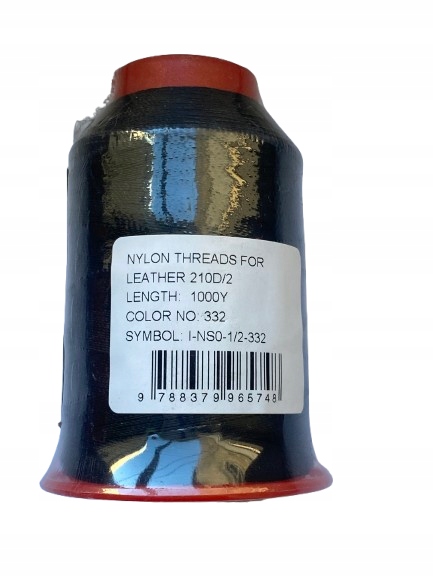 NYLON THREADS FOR
LEATHER 210D/2
LENGTH: 1000Y
COLOR NO: 332
SYMBOL: I-NS0-1/2-332
9 788379 965748